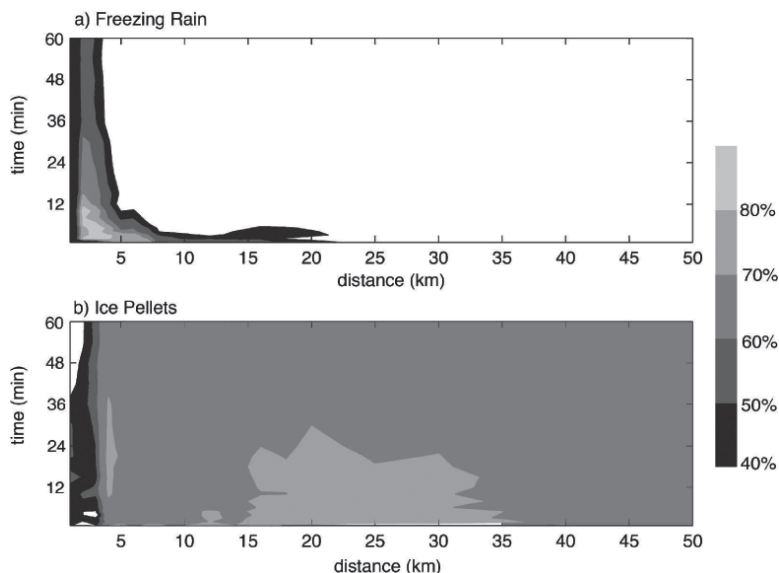 a) Freezing Rain
60
48
36
24
12
time (min)
5 10 15 20 25 30 35 40 45 50
distance (km)
b) Ice Pellets
60
48
36
24
12
time (min)
5 10 15 20 25 30 35 40 45 50
distance (km)
80%
70%
60%
50%
40%